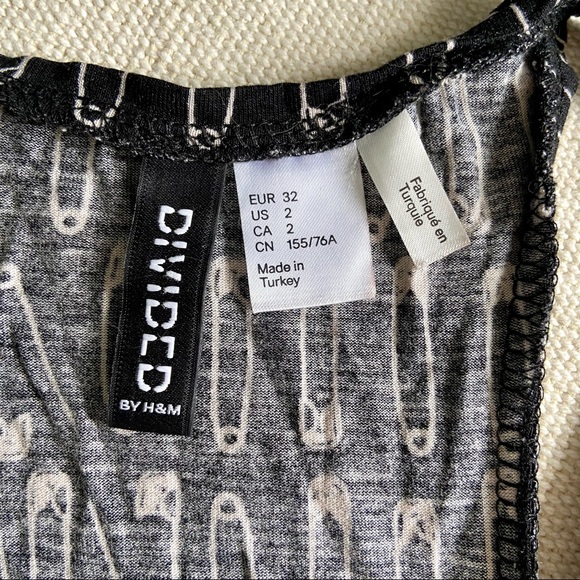 DIVIDED
BY H&M
EUR 32
US 2
CA 2
CN 155/76A
Made in
Turkey
Fabriqué en
Turquie